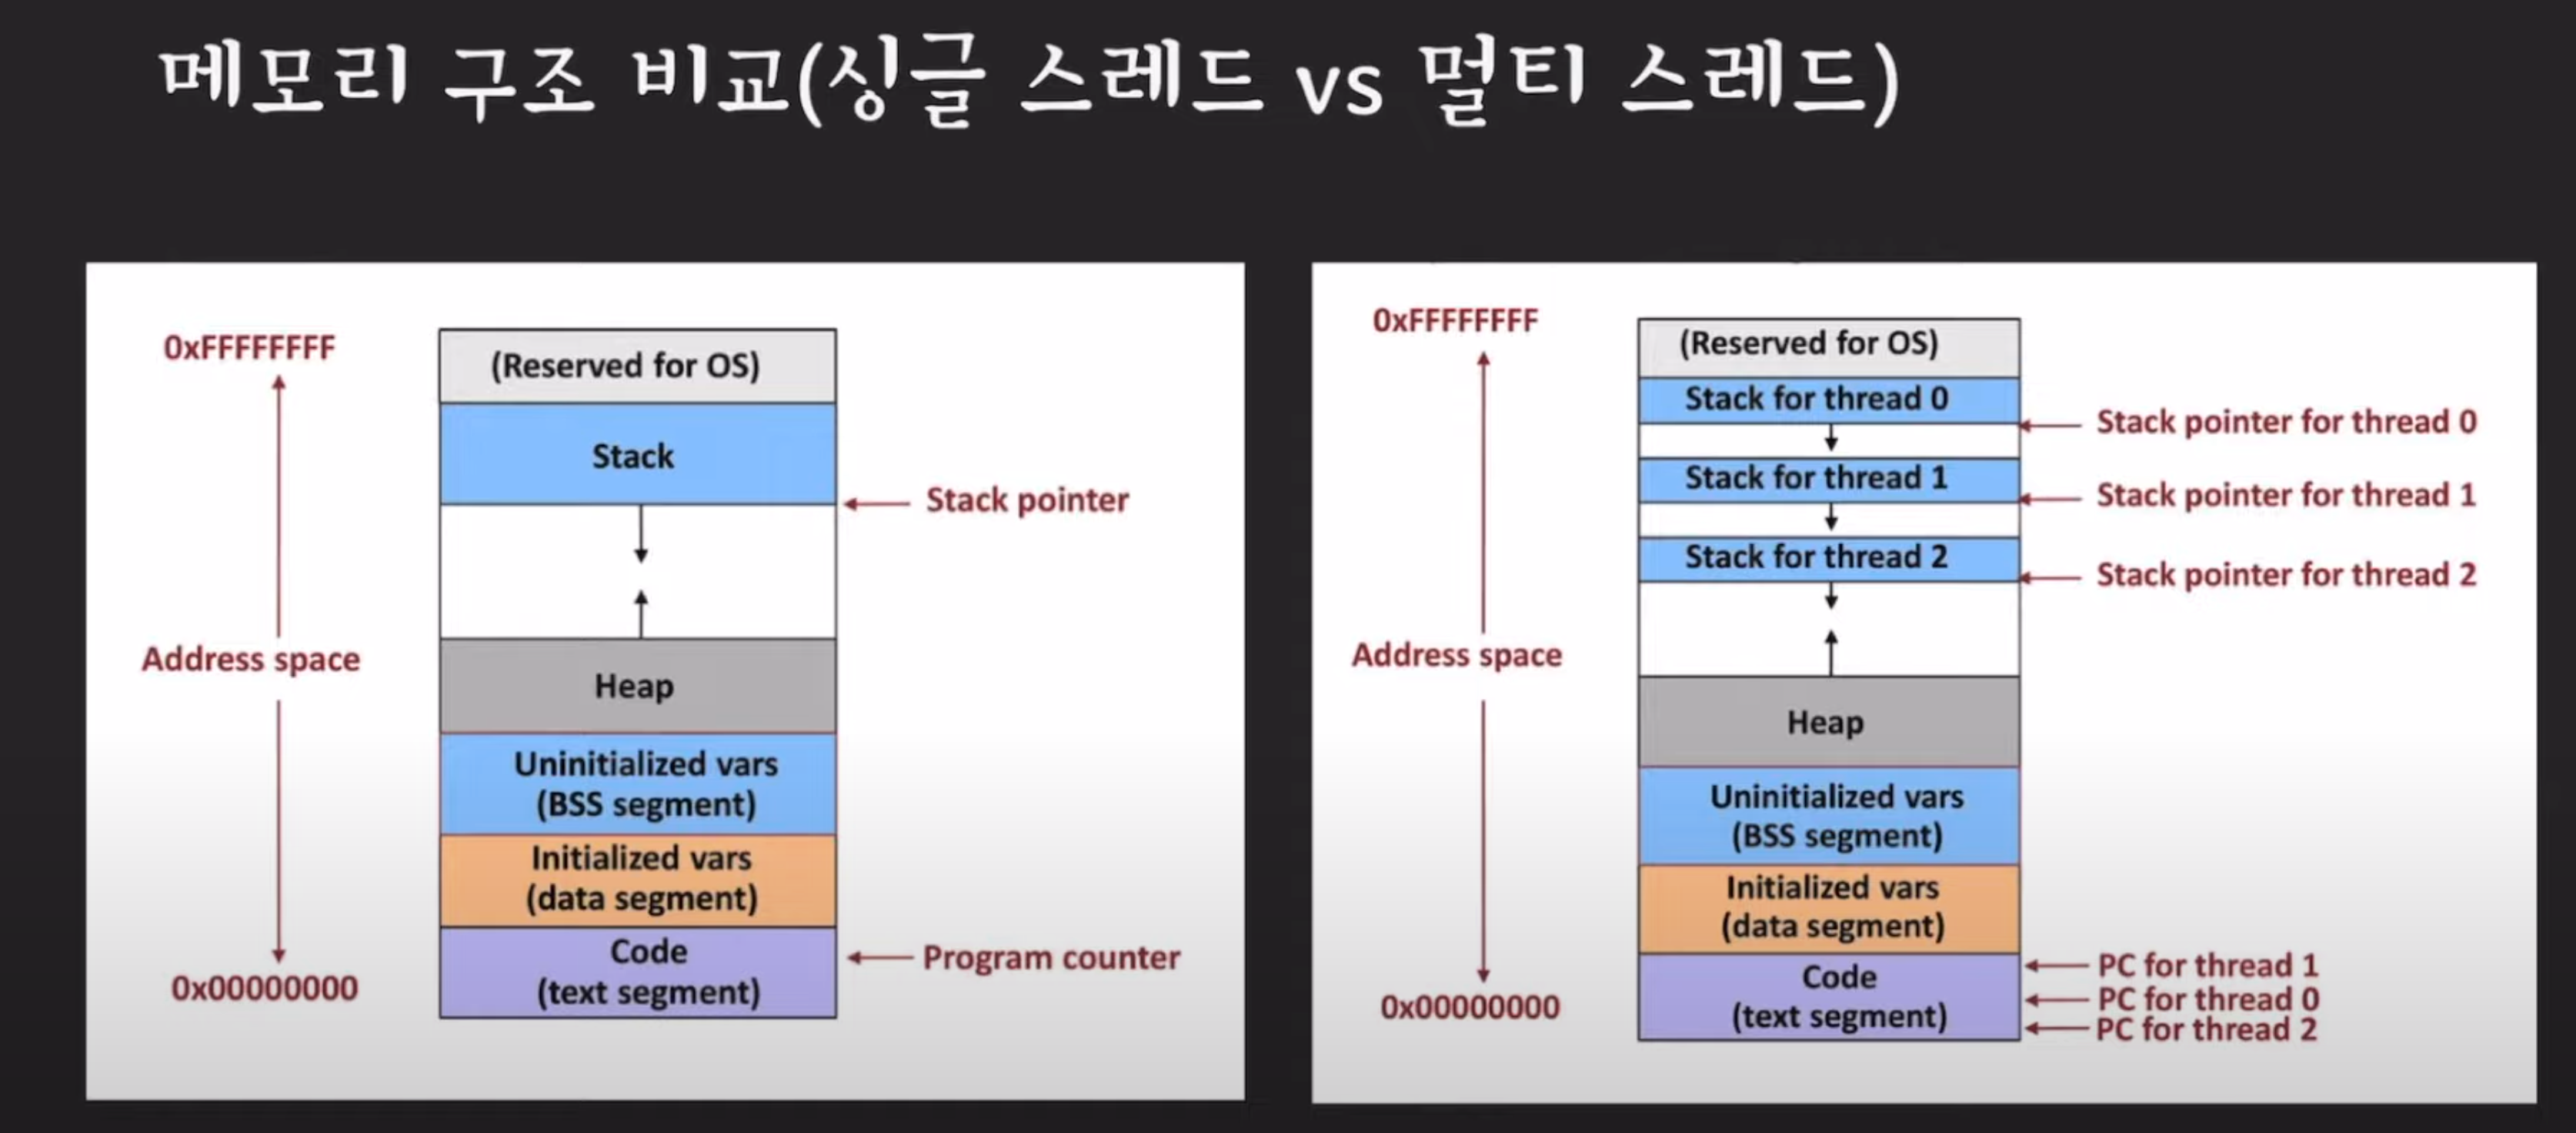 메모리 구조 비교(싱글 스레드 vs 멀티 스레드)
0xFFFFFFFF
Address space
0x00000000
(Reserved for OS)
Stack
Heap
Uninitialized vars
(BSS segment)
Initialized vars
(data segment)
Code
(text segment)
Stack pointer
Program counter
0xFFFFFFFF
Address space
0x00000000
(Reserved for OS)
Stack for thread 0
Stack for thread 1
Stack for thread 2
Heap
Uninitialized vars
(BSS segment)
Initialized vars
(data segment)
Code
(text segment)
Stack pointer for thread 0
Stack pointer for thread 1
Stack pointer for thread 2
PC for thread 1
PC for thread 0
PC for thread 2